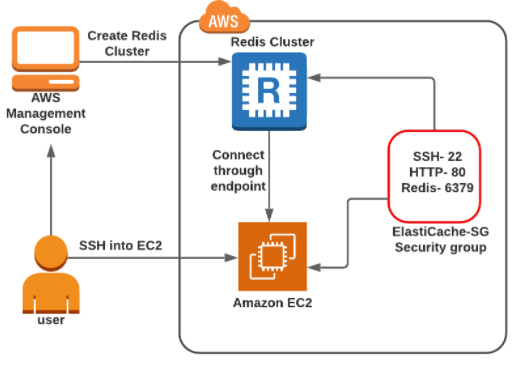 AWS
Create Redis
Cluster
Redis Cluster
R
AWS
Management
Console
SSH- 22
HTTP- 80
Redis- 6379
Connect
through
endpoint
ElastiCache-SG
Security group
SSH into EC2
Amazon EC2
user